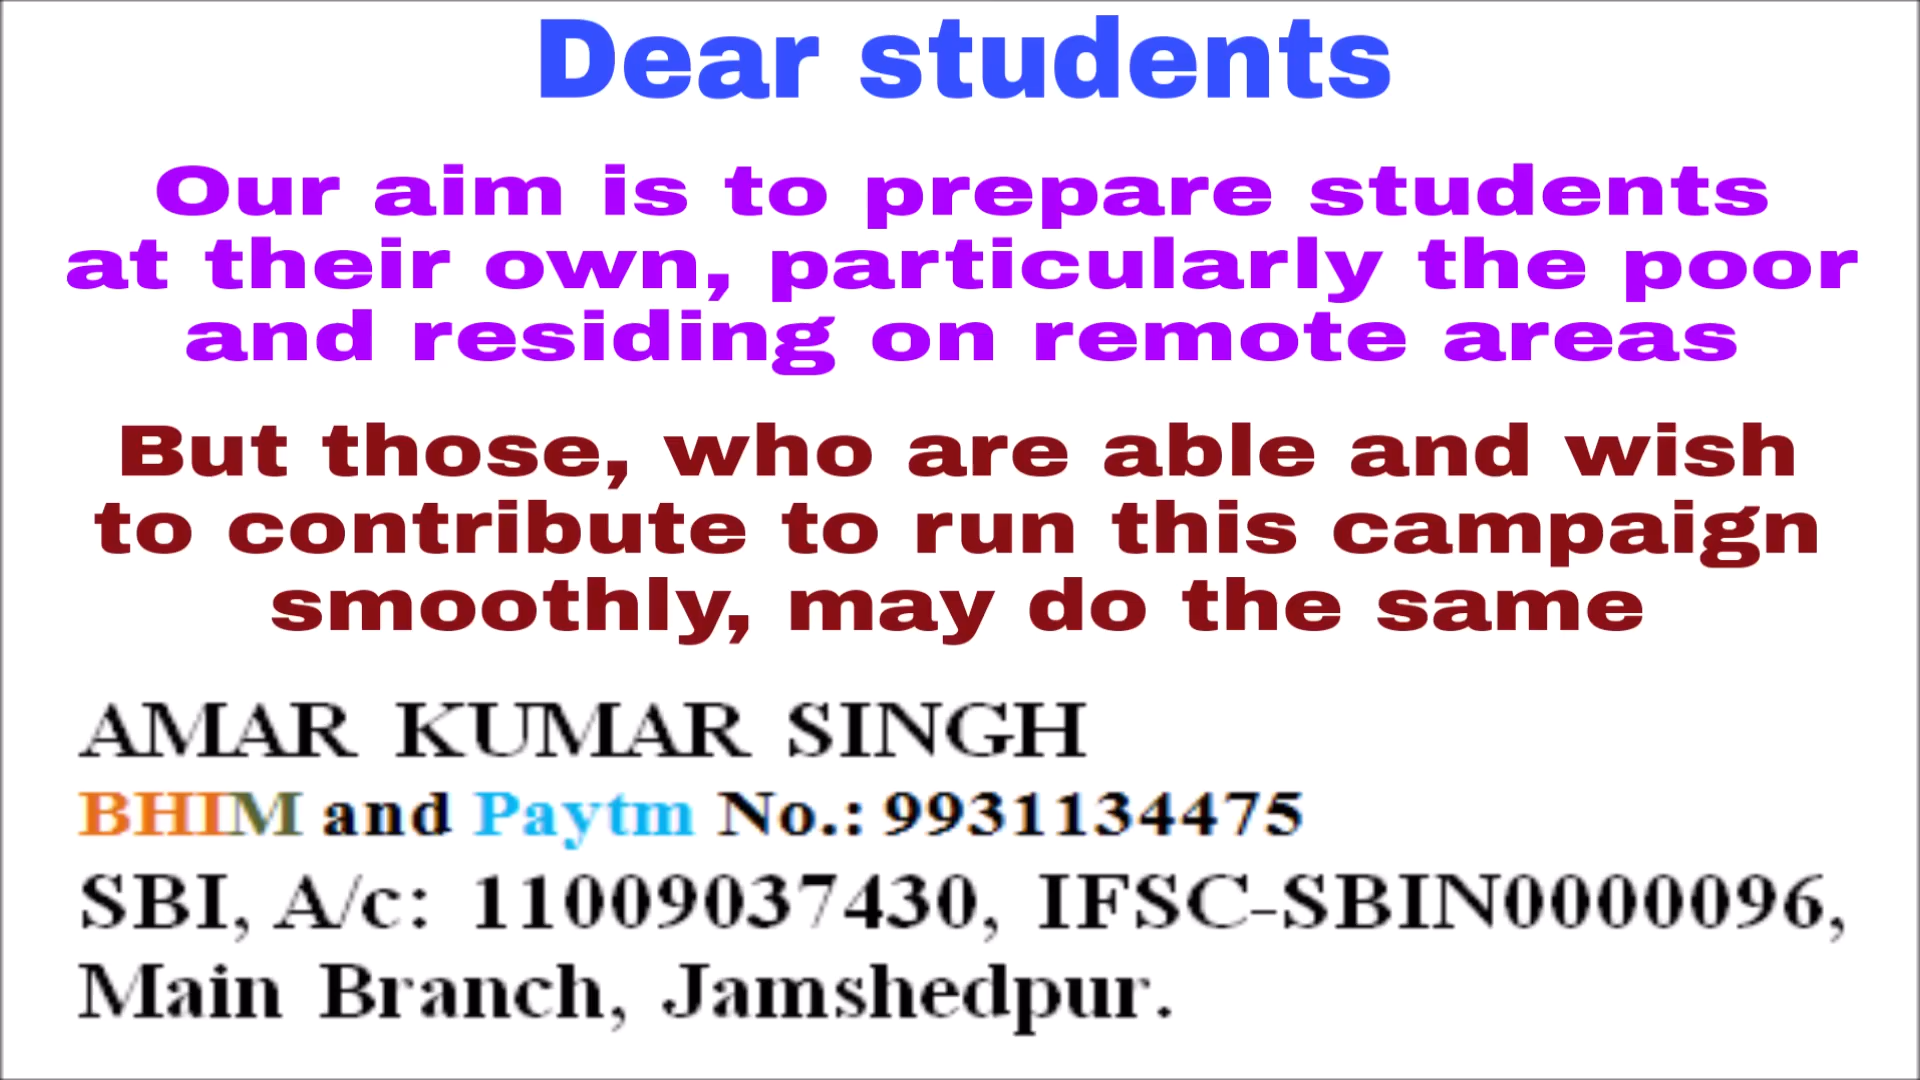 Dear students
Our aim is to prepare students
at their own, particularly the poor
and residing on remote areas
But those, who are able and wish
to contribute to run this campaign
smoothly, may do the same
AMAR KUMAR SINGH
BHIM and Paytm No.: 9931134475
SBI, A/c: 11009037430, IFSC-SBIN0000096,
Main Branch, Jamshedpur.